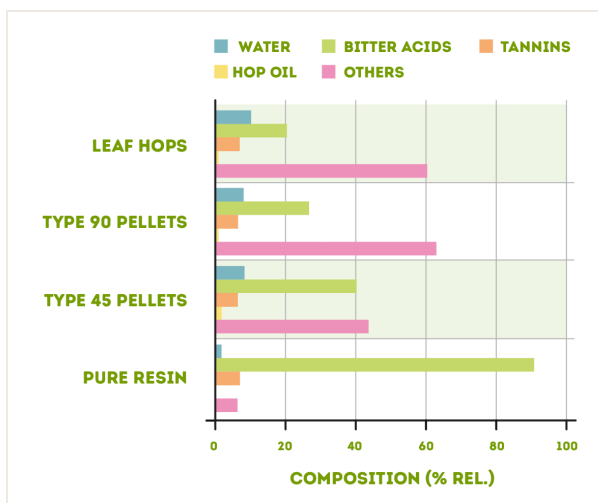 WATER BITTER ACIDS TANNINS
HOP OIL OTHERS
LEAF HOPS
TYPE 90 PELLETS
TYPE 45 PELLETS
PURE RESIN
0 20 40 60 80 100
COMPOSITION (% REL.)